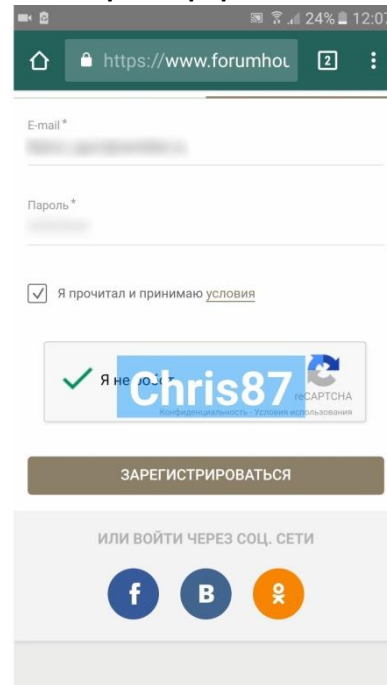 24% 12:07
https://www.forumhou
2
E-mail *
Пароль *
Я прочитал и принимаю условия
Я не
Chris87
reCAPTCHA
Конфиденциальность - Условия использования
ЗАРЕГИСТРИРОВАТЬСЯ
ИЛИ ВОЙТИ ЧЕРЕЗ СОЦ. СЕТИ
f В